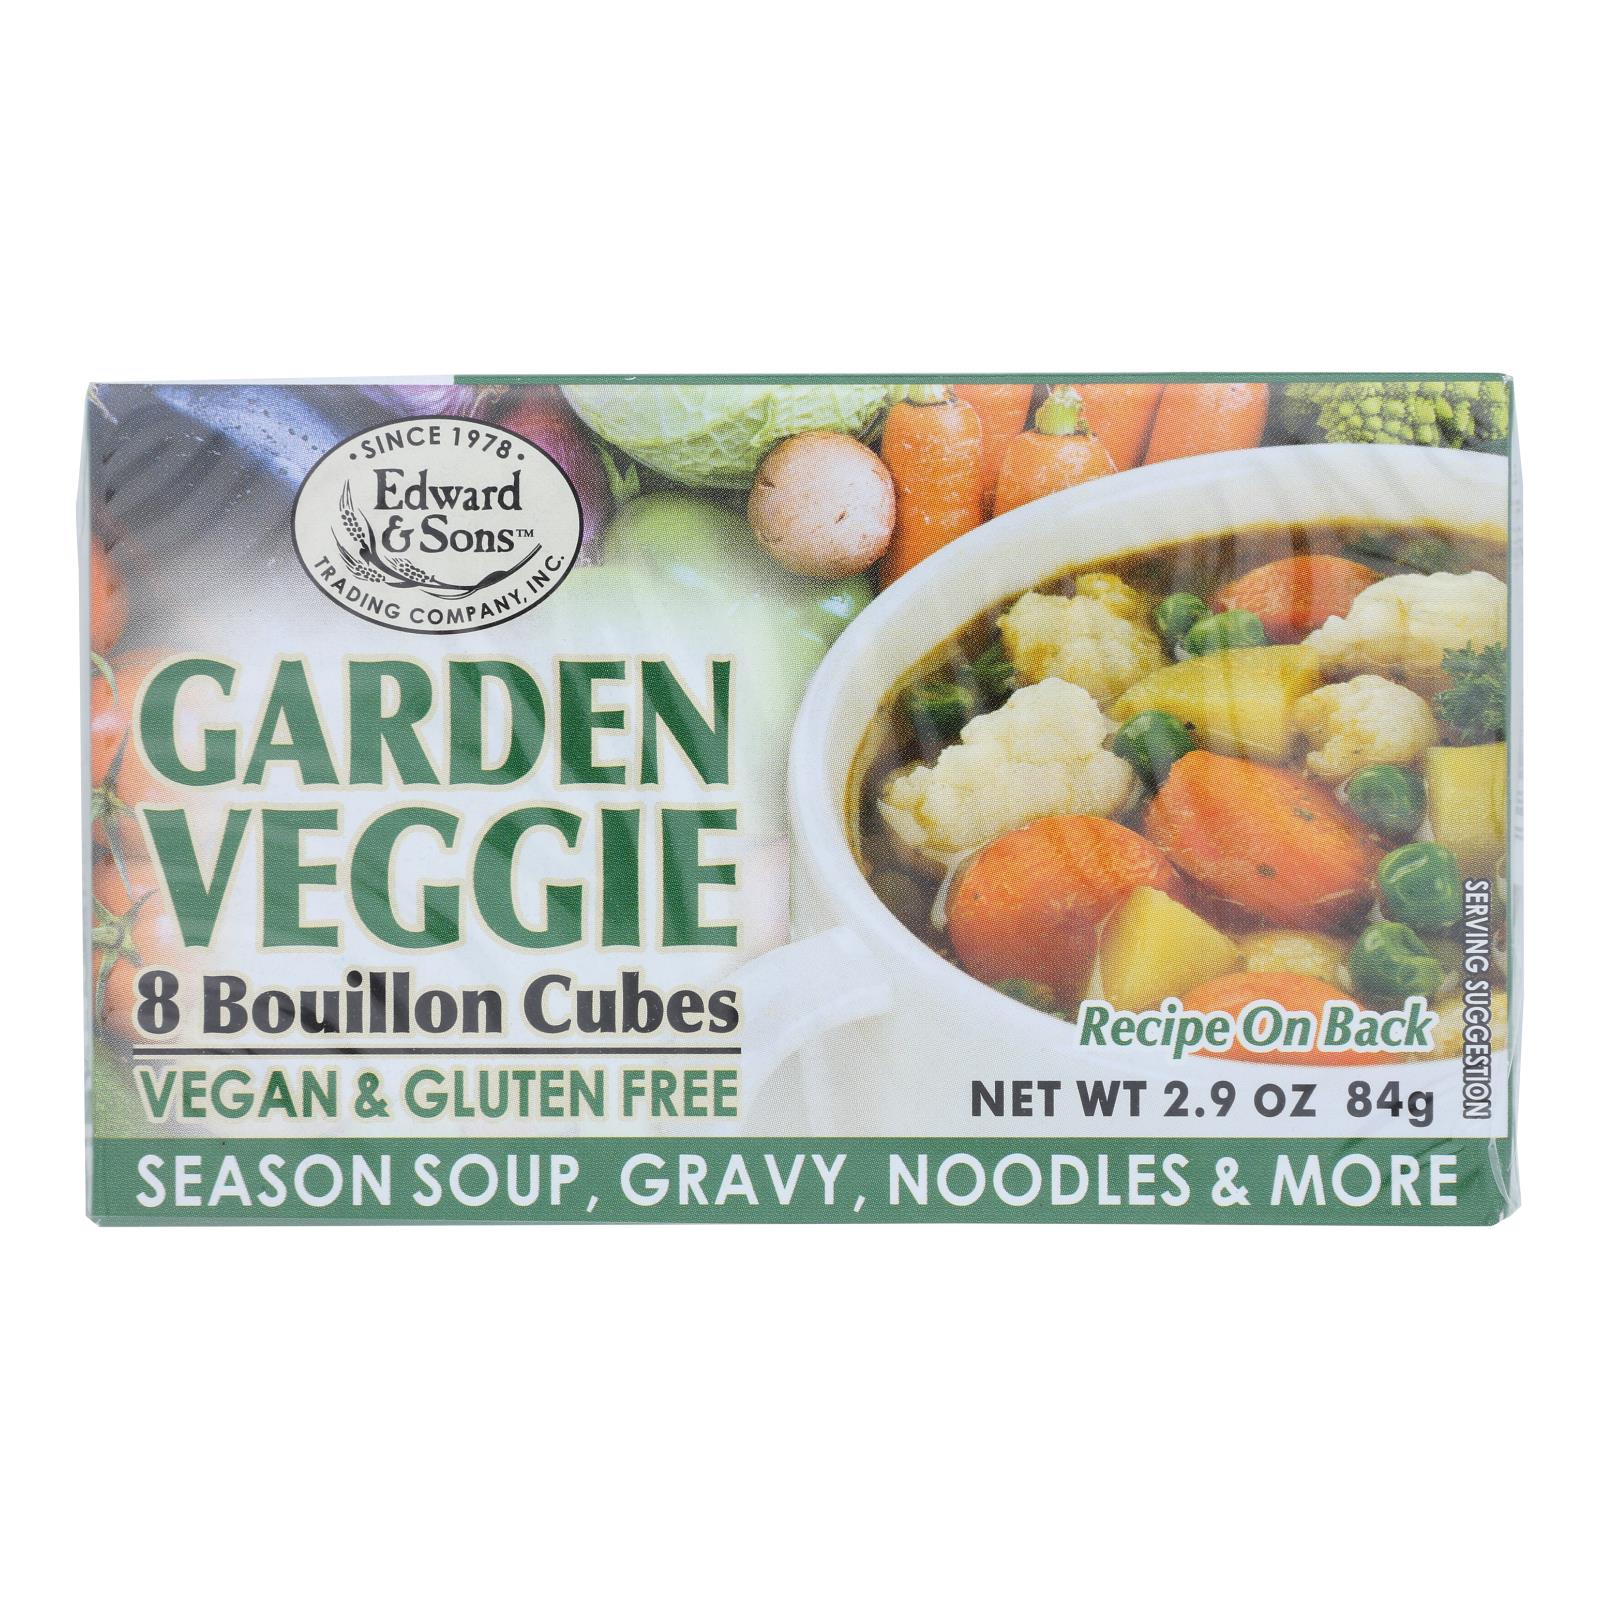 • SINCE 1978 •
Edward
& Sons™
TRADING COMPANY, INC.
GARDEN
VEGGIE
8 Bouillon Cubes
VEGAN & GLUTEN FREE
Recipe On Back
NET WT 2.9 OZ 84g
SERVING SUGGESTION
SEASON SOUP, GRAVY, NOODLES & MORE